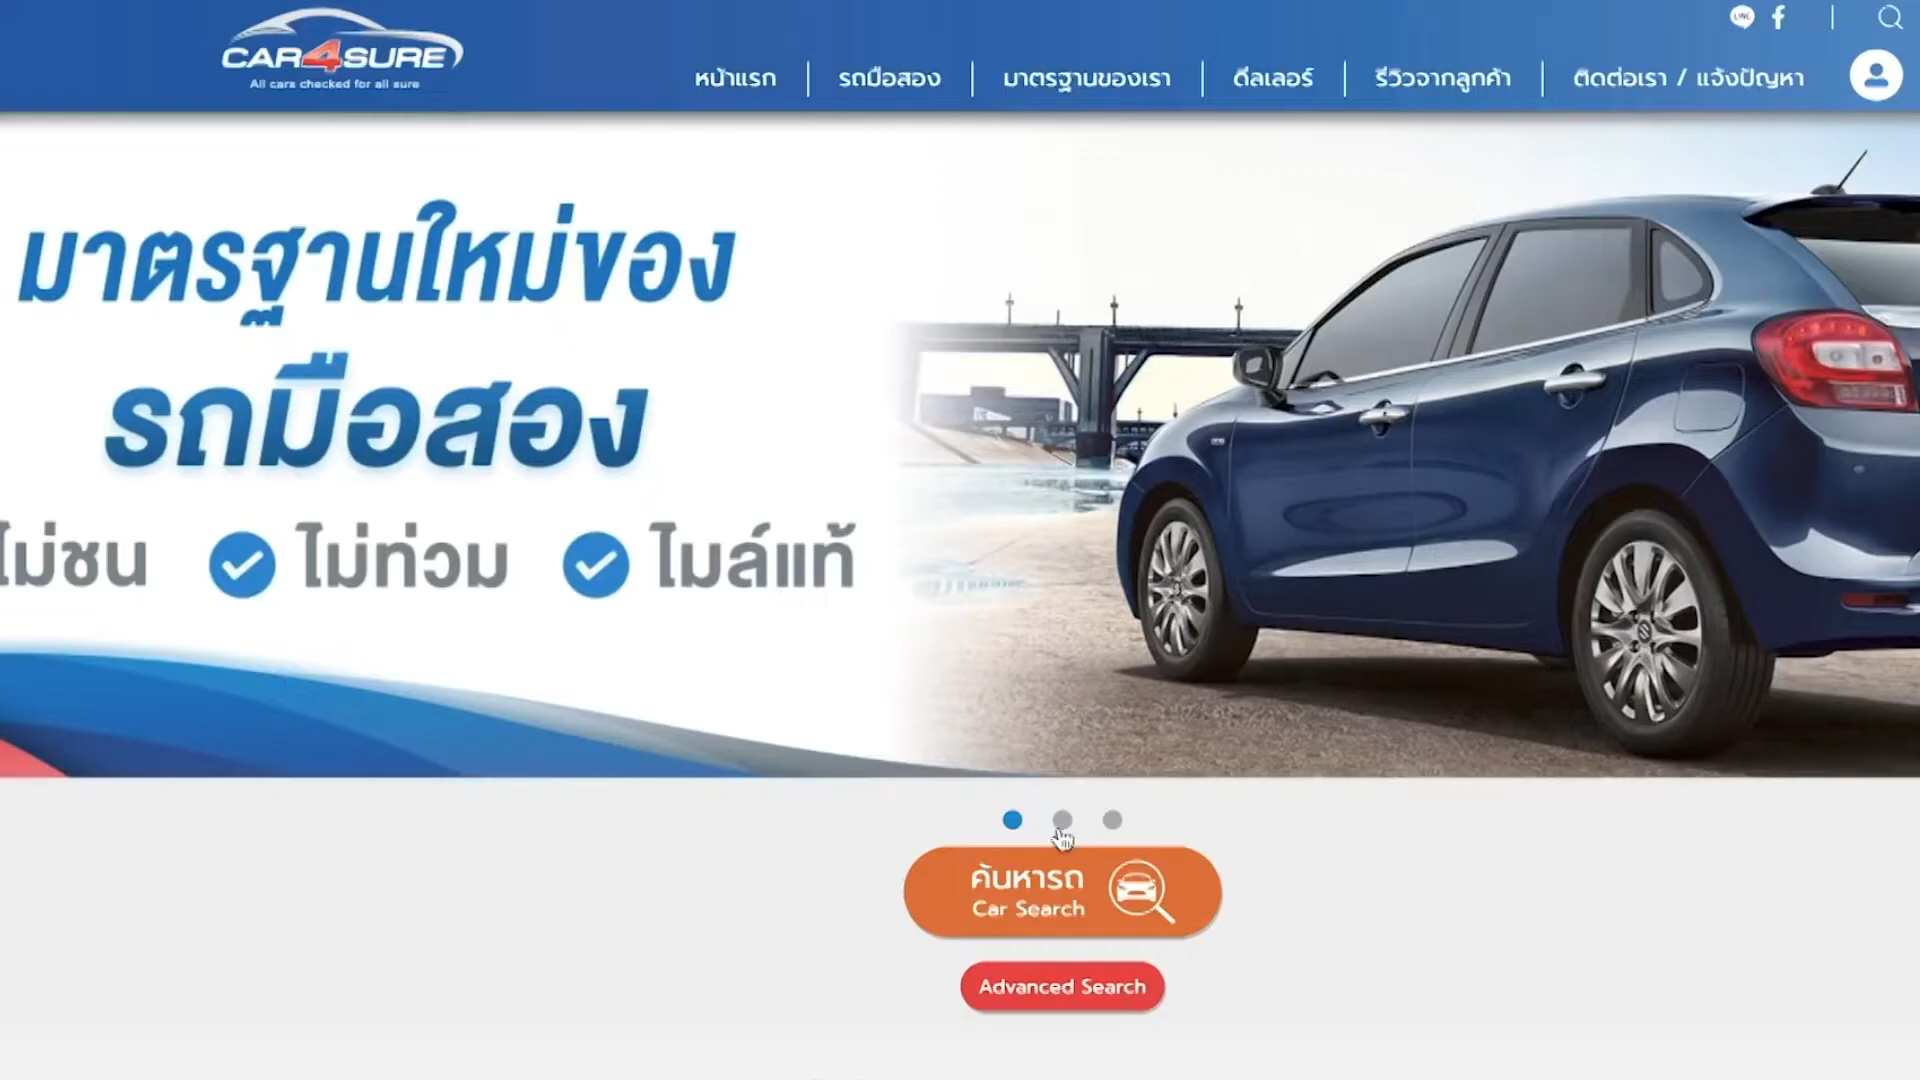 CAR4SURE
All cars checked for all sure
LINE
หน้าแรก
รถมือสอง
มาตรฐานของเรา
ดีลเลอร์
รีวิวจากลูกค้า
ติดต่อเรา / แจ้งปัญหา
มาตรฐานใหม่ของ
รถมือสอง
ไม่ชน ไม่ท่วม ไมล์แท้
ค้นหารถ
Car Search
Advanced Search